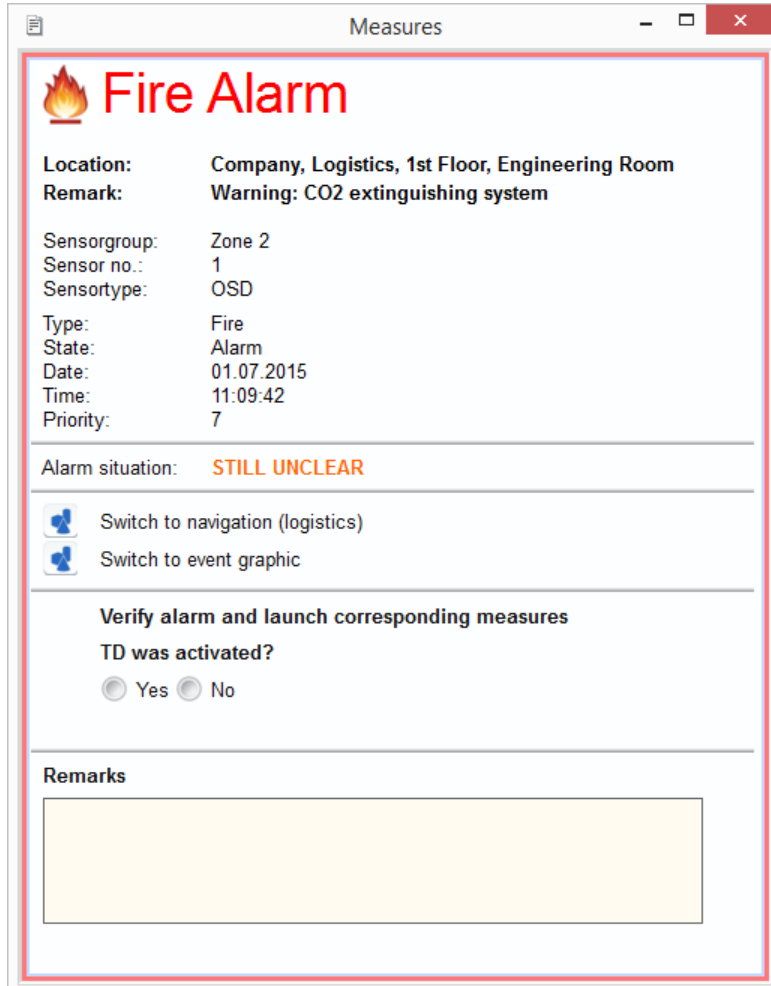 Measures
Fire Alarm
Location: Company, Logistics, 1st Floor, Engineering Room
Remark: Warning: CO2 extinguishing system
Sensorgroup: Zone 2
Sensor no.: 1
Sensortype: OSD
Type: Fire
State: Alarm
Date: 01.07.2015
Time: 11:09:42
Priority: 7
Alarm situation: STILL UNCLEAR
Switch to navigation (logistics)
Switch to event graphic
Verify alarm and launch corresponding measures
TD was activated?
Yes No
Remarks